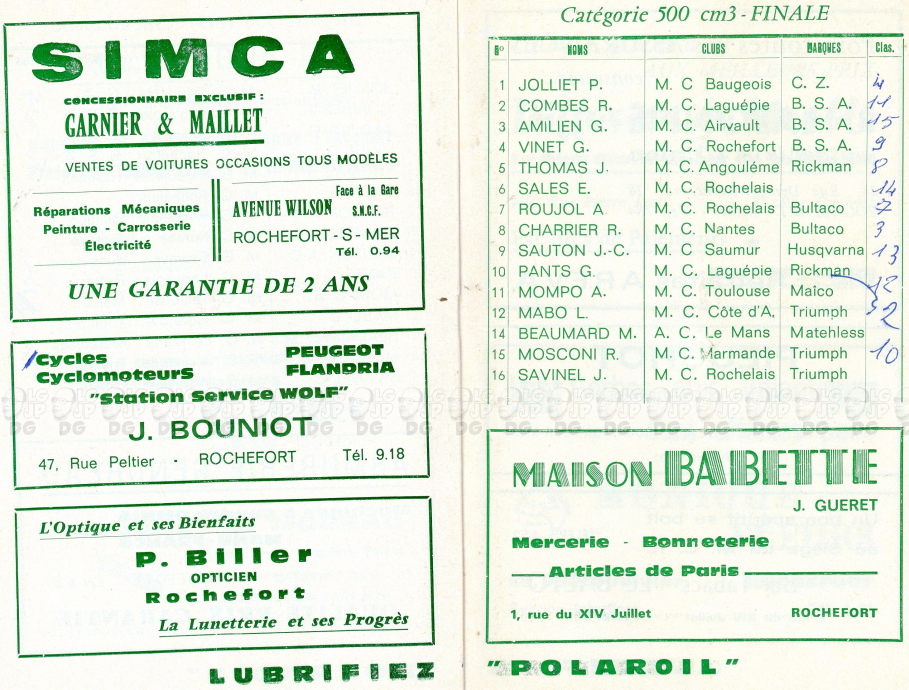 SIMCA
CONCESSIONNAIRE EXCLUSIF :
GARNIER & MAILLET
VENTES DE VOITURES OCCASIONS TOUS MODÈLES
Réparations Mécaniques
Peinture - Carrosserie
Électricité
Face à la Gare
AVENUE WILSON S.N.C.F.
ROCHEFORT - S - MER
Tél. 0.94
UNE GARANTIE DE 2 ANS
Cycles PEUGEOT
Cyclomoteurs FLANDRIA
"Station Service WOLF"
J. BOUNIOT
47, Rue Peltier - ROCHEFORT Tél. 9.18
L'Optique et ses Bienfaits
P. Biller
OPTICIEN
Rochefort
La Lunetterie et ses Progrès
LUBRIFIEZ
Catégorie 500 cm3 - FINALE
N° NOMS CLUBS MARQUES Clas.
1 JOLLIET P. M. C Baugeois C. Z. 4
2 COMBES R. M. C. Laguépie B. S. A. 11
3 AMILIEN G. M. C. Airvault B. S. A. 15
4 VINET G. M. C. Rochefort B. S. A. 9
5 THOMAS J. M. C. Angouléme Rickman 8
6 SALES E. M. C. Rochelais 14
7 ROUJOL A M. C. Rochelais Bultaco 7
8 CHARRIER R. M. C. Nantes Bultaco 3
9 SAUTON J.-C. M. C Saumur Husqvarna 13
10 PANTS G. M. C. Laguépie Rickman 12
11 MOMPO A. M. C. Toulouse Maïco
12 MABO L. M. C. Côte d'A. Triumph 2
14 BEAUMARD M. A. C. Le Mans Matehless
15 MOSCONI R. M. C. Marmande Triumph 10
16 SAVINEL J. M. C. Rochelais Triumph
MAISON BABETTE
J. GUERET
Mercerie - Bonneterie
Articles de Paris
1, rue du XIV Juillet ROCHEFORT
"POLAROIL"